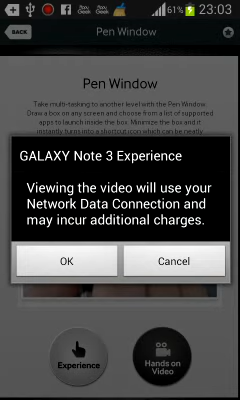 61% 23:03
BACK
Pen Window
Pen Window
Take multi-tasking to another level with the Pen Window.
Draw a box on any screen and choose from a list of supported
apps to launch inside the box. Minimize the box and it
instantly turns into a shortcut icon which can be neatly
GALAXY Note 3 Experience
Viewing the video will use your
Network Data Connection and
may incur additional charges.
OK
Cancel
Experience
Hands on
Video